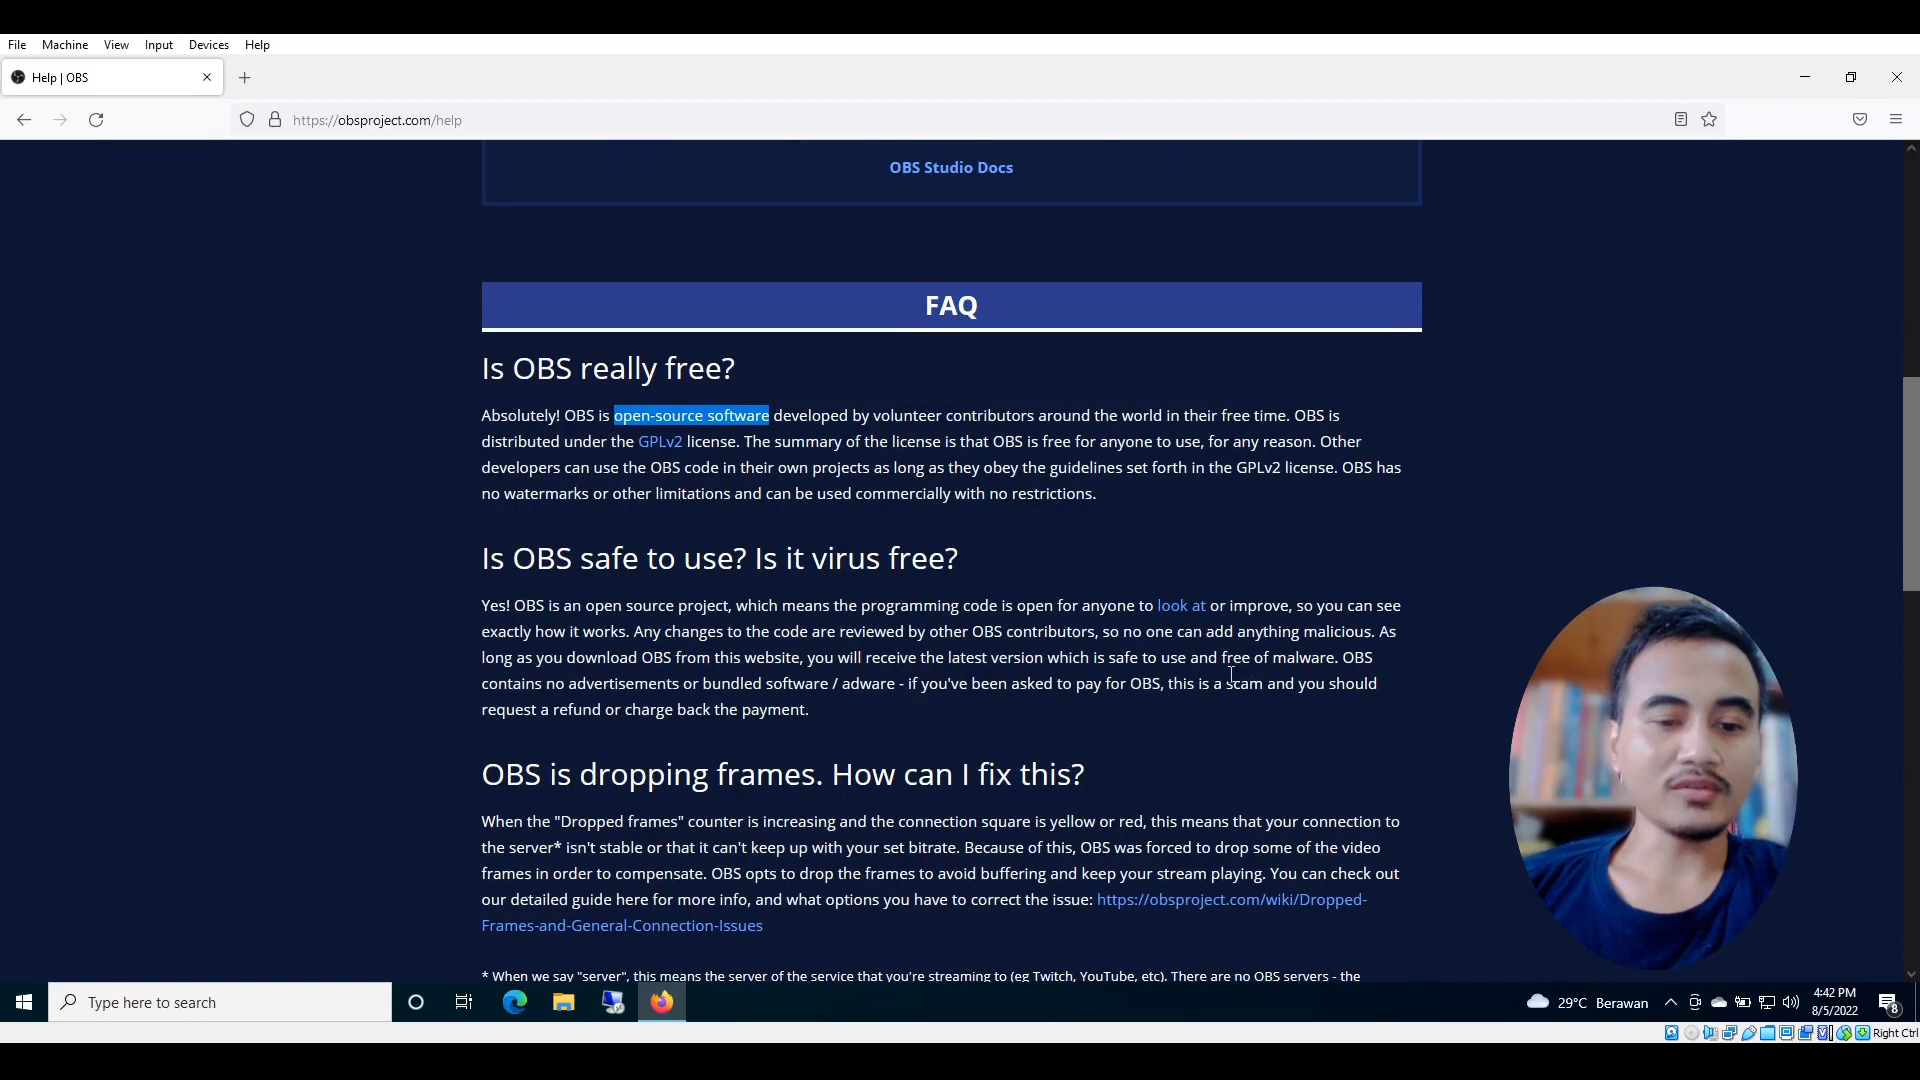 File Machine View Input Devices Help
Help | OBS
https://obsproject.com/help
OBS Studio Docs
FAQ
Is OBS really free?
Absolutely! OBS is open-source software developed by volunteer contributors around the world in their free time. OBS is
distributed under the GPLv2 license. The summary of the license is that OBS is free for anyone to use, for any reason. Other
developers can use the OBS code in their own projects as long as they obey the guidelines set forth in the GPLv2 license. OBS has
no watermarks or other limitations and can be used commercially with no restrictions.
Is OBS safe to use? Is it virus free?
Yes! OBS is an open source project, which means the programming code is open for anyone to look at or improve, so you can see
exactly how it works. Any changes to the code are reviewed by other OBS contributors, so no one can add anything malicious. As
long as you download OBS from this website, you will receive the latest version which is safe to use and free of malware. OBS
contains no advertisements or bundled software / adware - if you've been asked to pay for OBS, this is a scam and you should
request a refund or charge back the payment.
OBS is dropping frames. How can I fix this?
When the "Dropped frames" counter is increasing and the connection square is yellow or red, this means that your connection to
the server* isn't stable or that it can't keep up with your set bitrate. Because of this, OBS was forced to drop some of the video
frames in order to compensate. OBS opts to drop the frames to avoid buffering and keep your stream playing. You can check out
our detailed guide here for more info, and what options you have to correct the issue: https://obsproject.com/wiki/Dropped-
Frames-and-General-Connection-Issues
* When we say "server", this means the server of the service that you're streaming to (eg Twitch, YouTube, etc). There are no OBS servers - the
Type here to search
29°C Berawan
4:42 PM
8/5/2022
8
Right Ctrl